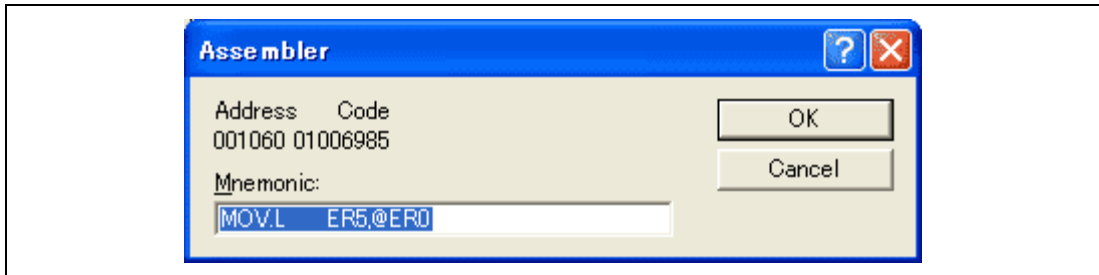 Assembler
Address Code
001060 01006985
Mnemonic:
MOV.L ER5,@ER0
OK
Cancel